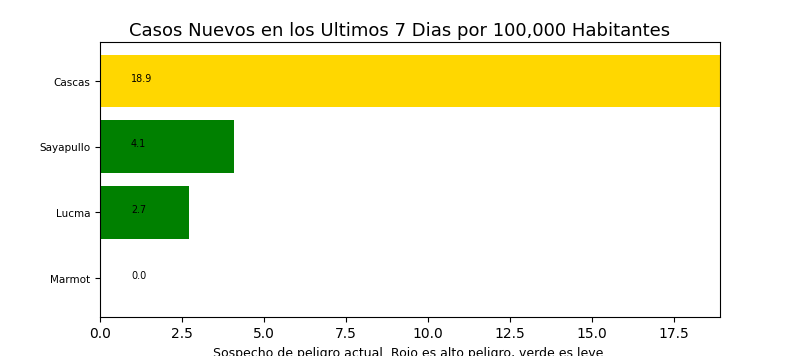 Casos Nuevos en los Ultimos 7 Dias por 100,000 Habitantes
Cascas 18.9
Sayapullo 4.1
Lucma 2.7
Marmot 0.0
0.0 2.5 5.0 7.5 10.0 12.5 15.0 17.5
Sospecho de peligro actual. Rojo es alto peligro, verde es leve